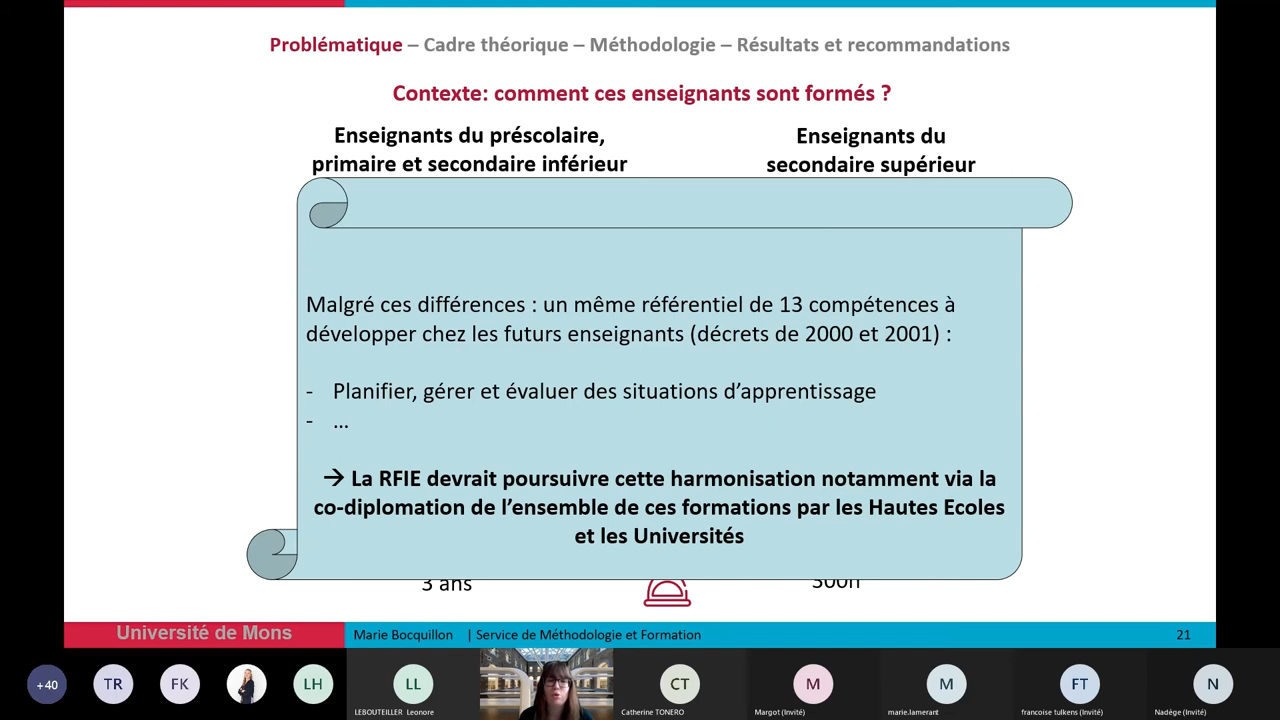 Problématique – Cadre théorique – Méthodologie – Résultats et recommandations
Contexte: comment ces enseignants sont formés ?
Enseignants du préscolaire,
primaire et secondaire inférieur
Enseignants du
secondaire supérieur
Malgré ces différences : un même référentiel de 13 compétences à
développer chez les futurs enseignants (décrets de 2000 et 2001) :
- Planifier, gérer et évaluer des situations d’apprentissage
- …
→ La RFIE devrait poursuivre cette harmonisation notamment via la
co-diplomation de l’ensemble de ces formations par les Hautes Ecoles
et les Universités
3 ans
300h
Université de Mons
Marie Bocquillon | Service de Méthodologie et Formation
21
+40
TR
FK
LH
LL
CT
M
M
FT
N
LEBOUTEILLER Leonore
Catherine TONERO
Margot (Invité)
marie.lamerant
francoise tulkens (Invité)
Nadège (Invité)